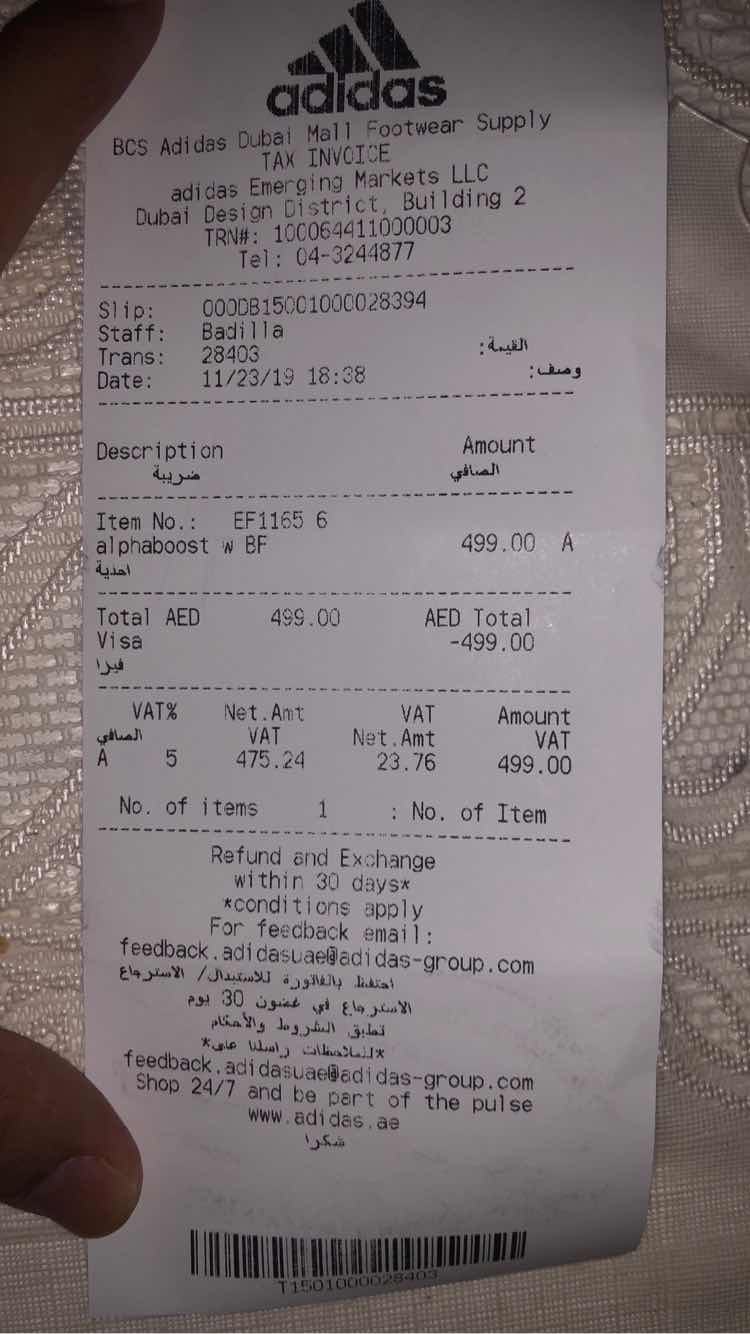 adidas
BCS Adidas Dubai Mall Footwear Supply
TAX INVOICE
adidas Emerging Markets LLC
Dubai Design District, Building 2
TRN#: 100064411000003
Tel: 04-3244877
Slip: 000DB15001000028394
Staff: Badilla
Trans: 28403 القيمة:
Date: 11/23/19 18:38 وصف:
Description Amount
ضريبة الصافي
Item No.: EF1165 6
alphaboost w BF 499.00 A
احدية
Total AED 499.00 AED Total
Visa -499.00
فيزا
VAT% Net.Amt VAT Amount
الصافي VAT Net.Amt VAT
A 5 475.24 23.76 499.00
No. of items 1 : No. of Item
Refund and Exchange
within 30 days*
*conditions apply
For feedback email:
feedback.adidasuae@adidas-group.com
احتفظ بالفاتورة للاستبدال/ الاسترجاع
الاسترجاع في غضون 30 يوم
تطبق الشروط والأحكام
*للملاحظات راسلنا على*
feedback.adidasuae@adidas-group.com
Shop 24/7 and be part of the pulse
www.adidas.ae
شكرا
T1501000028403